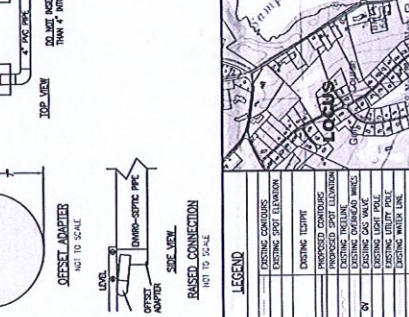 4" PVC PIPE
DO NOT INSE
THAN 4" INT
TOP VIEW
OFFSET ADAPTER
NOT TO SCALE
LEVEL
ENVIRO-SEPTIC PIPE
OFFSET
ADAPTER
SIDE VIEW
RAISED CONNECTION
NOT TO SCALE
LOCUS
LEGEND
EXISTING CONTOURS
EXISTING SPOT ELEVATION
EXISTING TESTPIT
PROPOSED CONTOURS
PROPOSED SPOT ELEVATION
EXISTING TREELINE
EXISTING OVERHEAD WIRES
GV EXISTING GAS VALVE
EXISTING LIGHT POLE
EXISTING UTILITY POLE
EXISTING WATER LINE